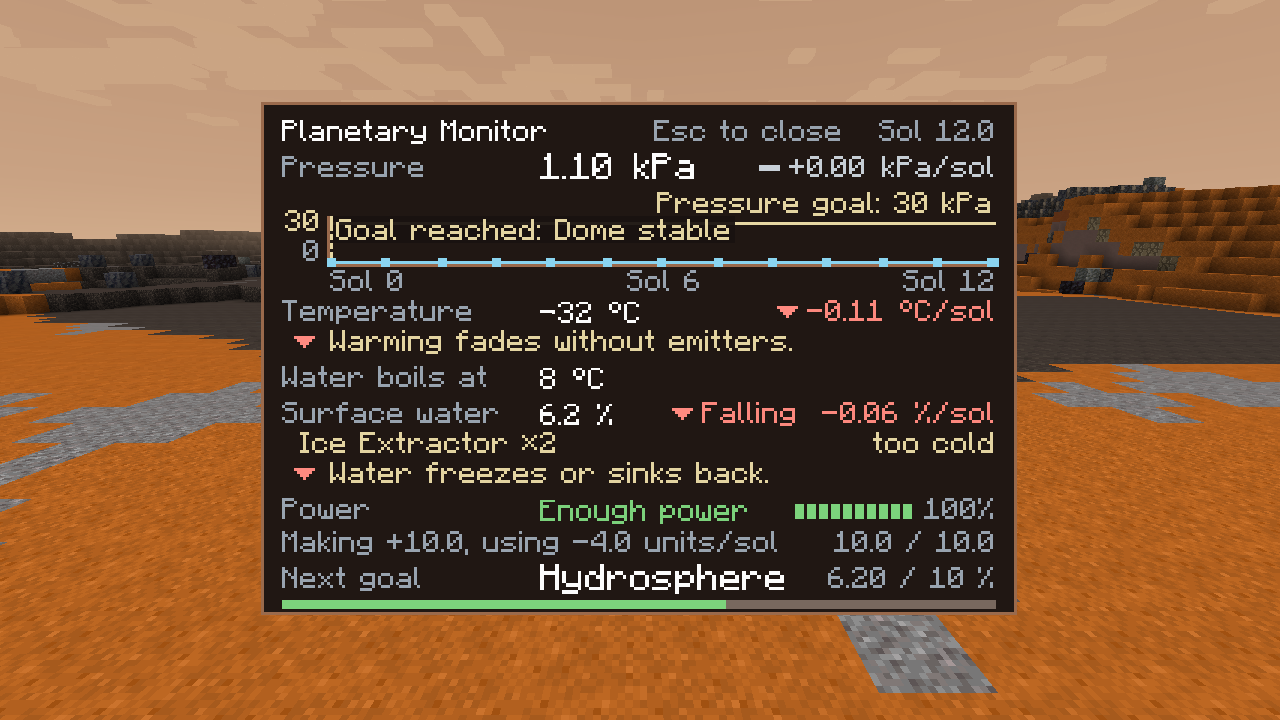 Planetary Monitor Esc to close Sol 12.0
Pressure 1.10 kPa +0.00 kPa/sol
Pressure goal: 30 kPa
30
Goal reached: Dome stable
0
Sol 0 Sol 6 Sol 12
Temperature -32 ºC -0.11 ºC/sol
Warming fades without emitters.
Water boils at 8 ºC
Surface water 6.2 % Falling -0.06 %/sol
Ice Extractor ×2 too cold
Water freezes or sinks back.
Power Enough power 100%
Making +10.0, using -4.0 units/sol 10.0 / 10.0
Next goal Hydrosphere 6.20 / 10 %